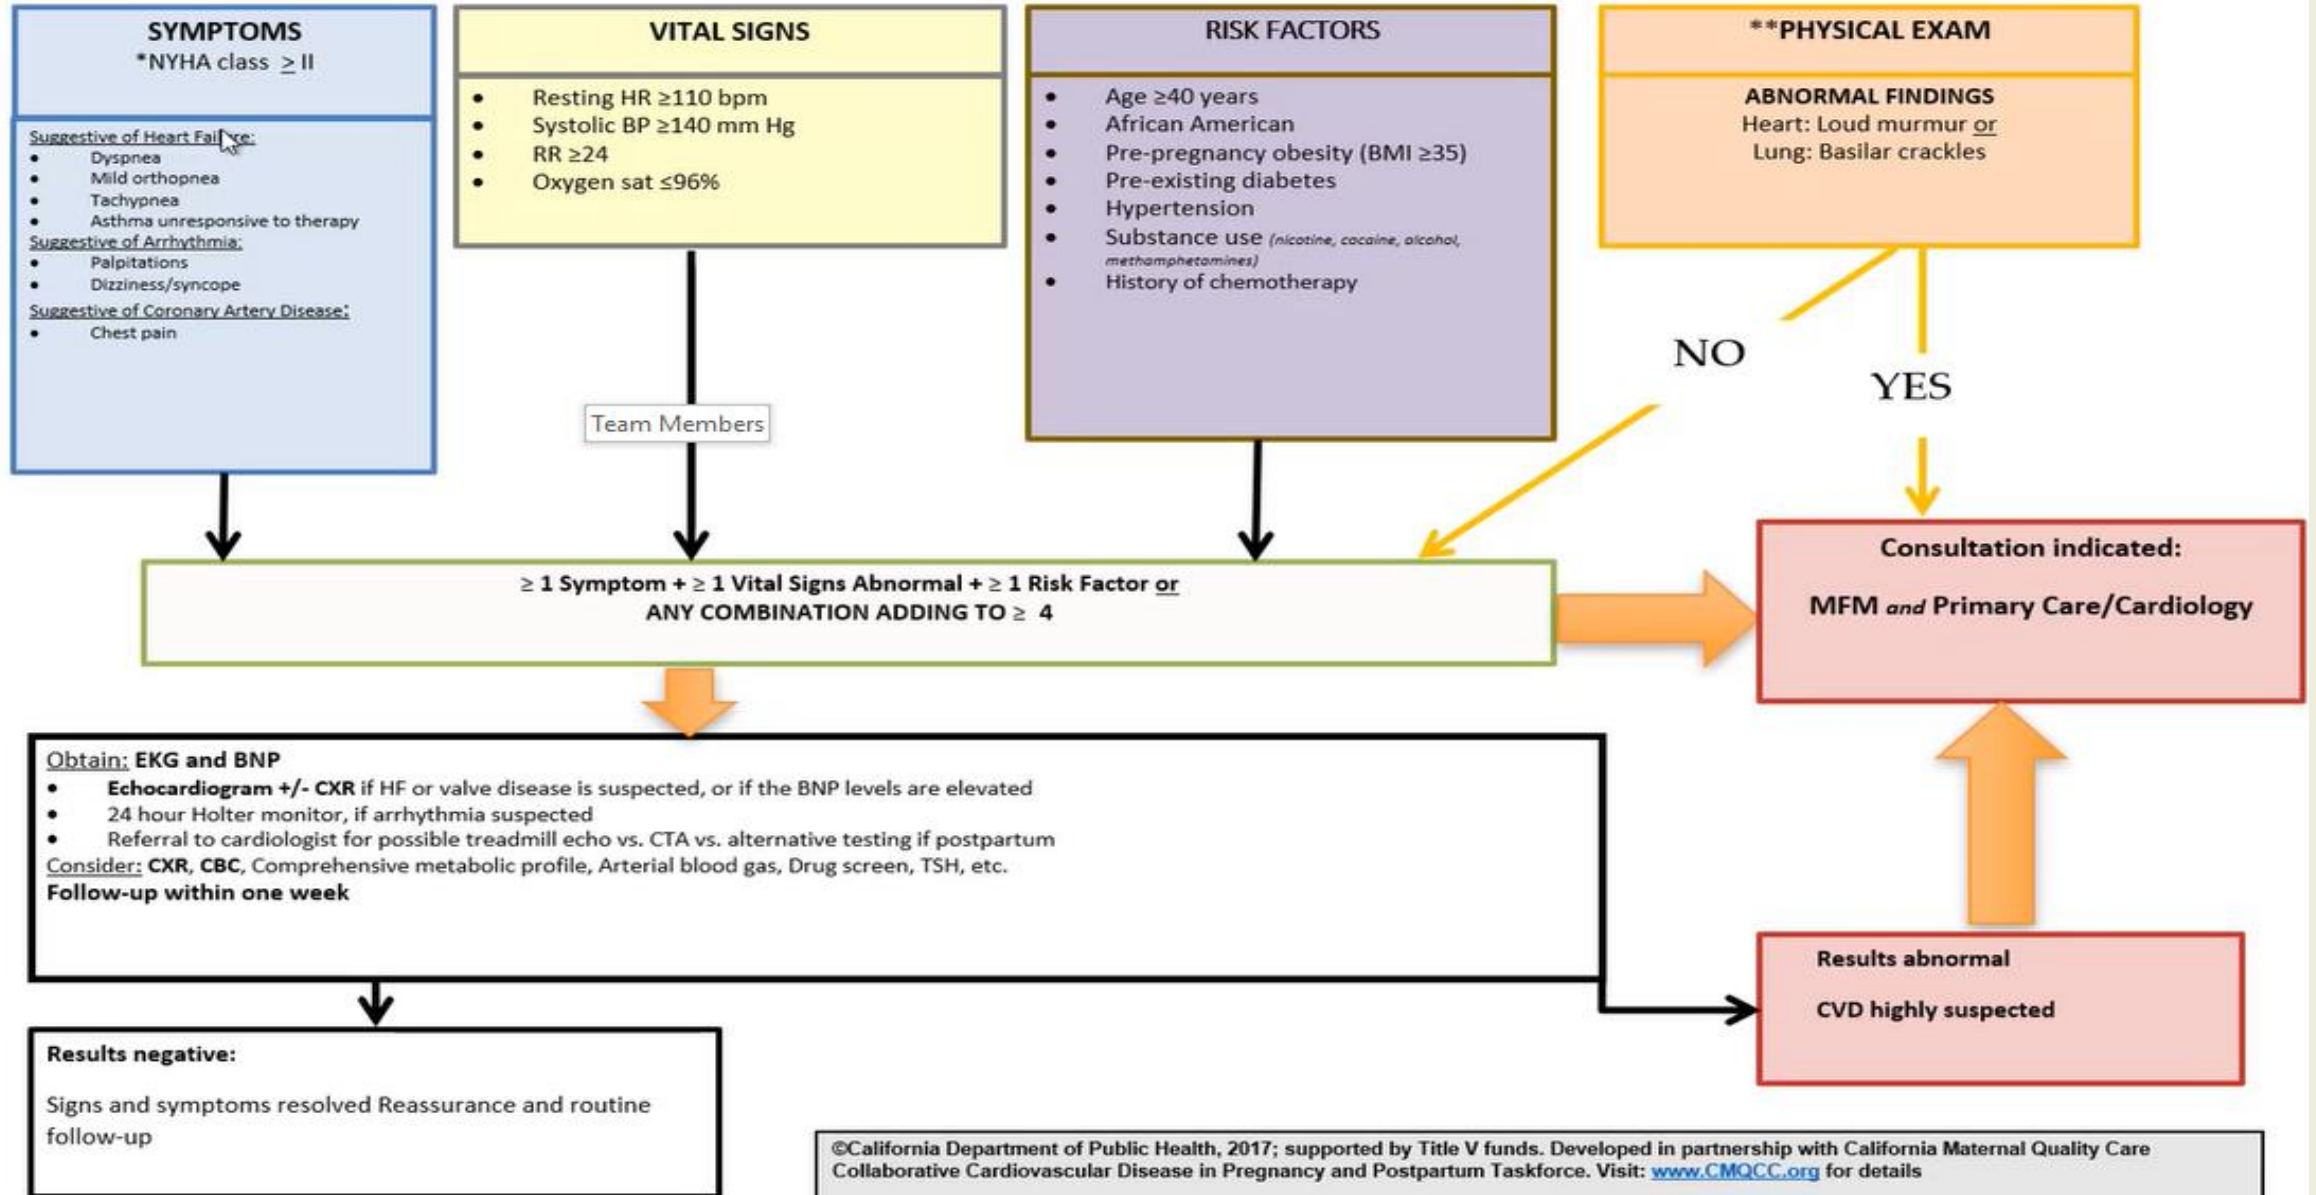 SYMPTOMS
*NYHA class ≥ II
Suggestive of Heart Failure:
• Dyspnea
• Mild orthopnea
• Tachypnea
• Asthma unresponsive to therapy
Suggestive of Arrhythmia:
• Palpitations
• Dizziness/syncope
Suggestive of Coronary Artery Disease:
• Chest pain
VITAL SIGNS
• Resting HR ≥110 bpm
• Systolic BP ≥140 mm Hg
• RR ≥24
• Oxygen sat ≤96%
RISK FACTORS
• Age ≥40 years
• African American
• Pre-pregnancy obesity (BMI ≥35)
• Pre-existing diabetes
• Hypertension
• Substance use (nicotine, cocaine, alcohol,
methamphetamines)
• History of chemotherapy
**PHYSICAL EXAM
ABNORMAL FINDINGS
Heart: Loud murmur or
Lung: Basilar crackles
NO
YES
Team Members
≥ 1 Symptom + ≥ 1 Vital Signs Abnormal + ≥ 1 Risk Factor or
ANY COMBINATION ADDING TO ≥ 4
Consultation indicated:
MFM and Primary Care/Cardiology
Obtain: EKG and BNP
• Echocardiogram +/- CXR if HF or valve disease is suspected, or if the BNP levels are elevated
• 24 hour Holter monitor, if arrhythmia suspected
• Referral to cardiologist for possible treadmill echo vs. CTA vs. alternative testing if postpartum
Consider: CXR, CBC, Comprehensive metabolic profile, Arterial blood gas, Drug screen, TSH, etc.
Follow-up within one week
Results abnormal
CVD highly suspected
Results negative:
Signs and symptoms resolved Reassurance and routine
follow-up
©California Department of Public Health, 2017; supported by Title V funds. Developed in partnership with California Maternal Quality Care
Collaborative Cardiovascular Disease in Pregnancy and Postpartum Taskforce. Visit: www.CMQCC.org for details